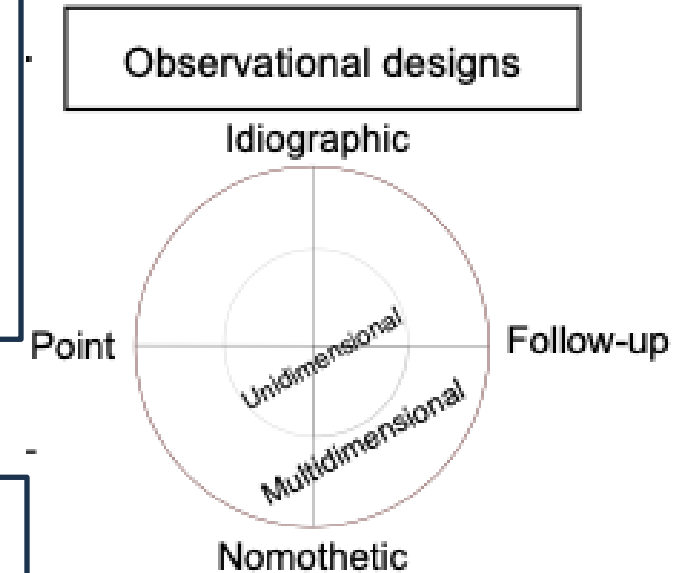 Observational designs
Idiographic
Point
Follow-up
Unidimensional
Multidimensional
Nomothetic